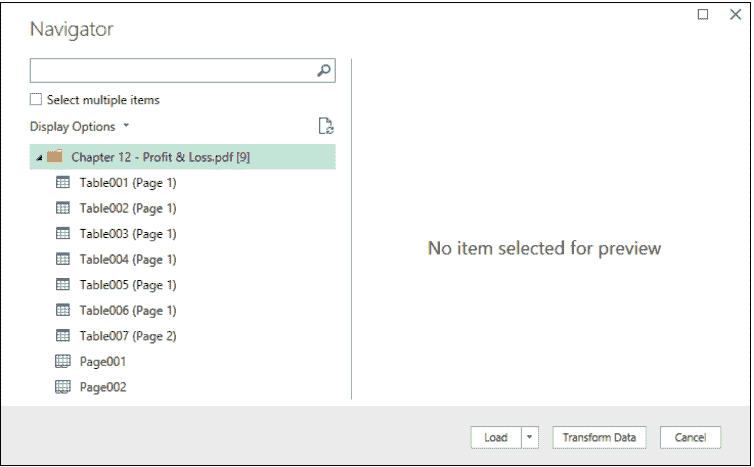 Navigator
Select multiple items
Display Options
Chapter 12 - Profit & Loss.pdf [9]
Table001 (Page 1)
Table002 (Page 1)
Table003 (Page 1)
Table004 (Page 1)
Table005 (Page 1)
Table006 (Page 1)
Table007 (Page 2)
Page001
Page002
No item selected for preview
Load
Transform Data
Cancel